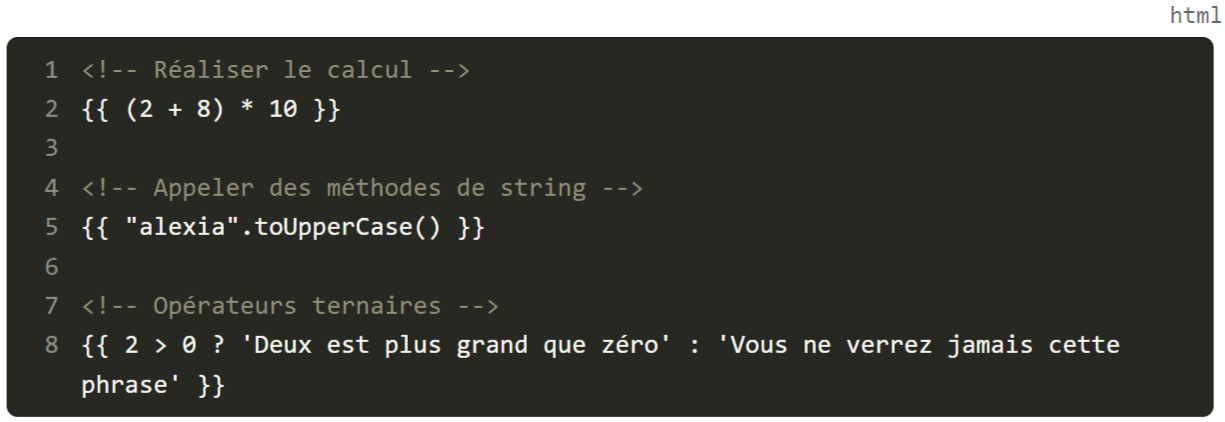 html
1 <!-- Réaliser le calcul -->
2 {{ (2 + 8) * 10 }}
3
4 <!-- Appeler des méthodes de string -->
5 {{ "alexia".toUpperCase() }}
6
7 <!-- Opérateurs ternaires -->
8 {{ 2 > 0 ? 'Deux est plus grand que zéro' : 'Vous ne verrez jamais cette
phrase' }}